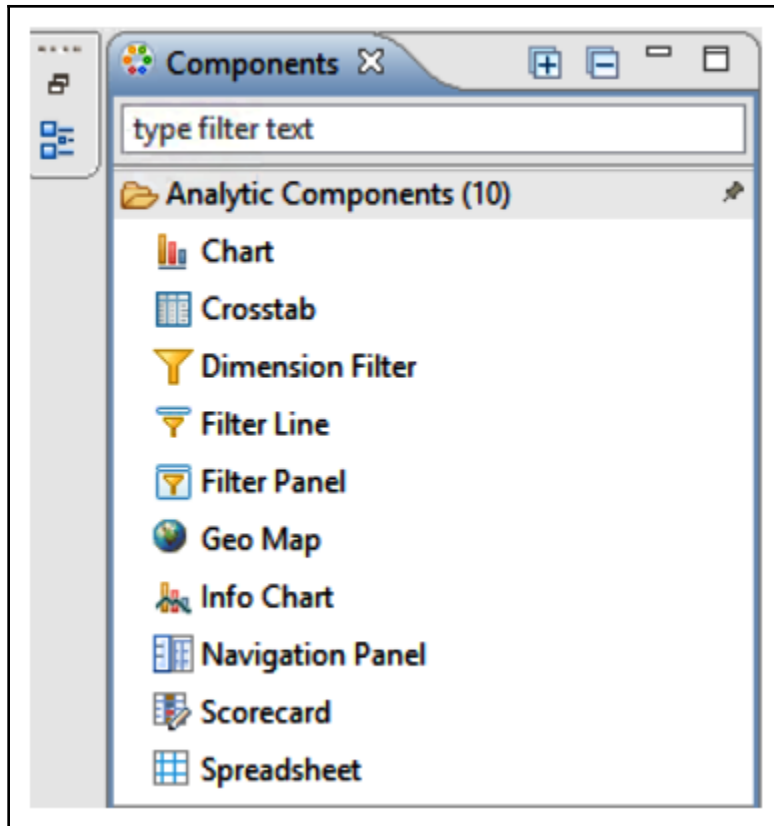 Components
type filter text
Analytic Components (10)
Chart
Crosstab
Dimension Filter
Filter Line
Filter Panel
Geo Map
Info Chart
Navigation Panel
Scorecard
Spreadsheet